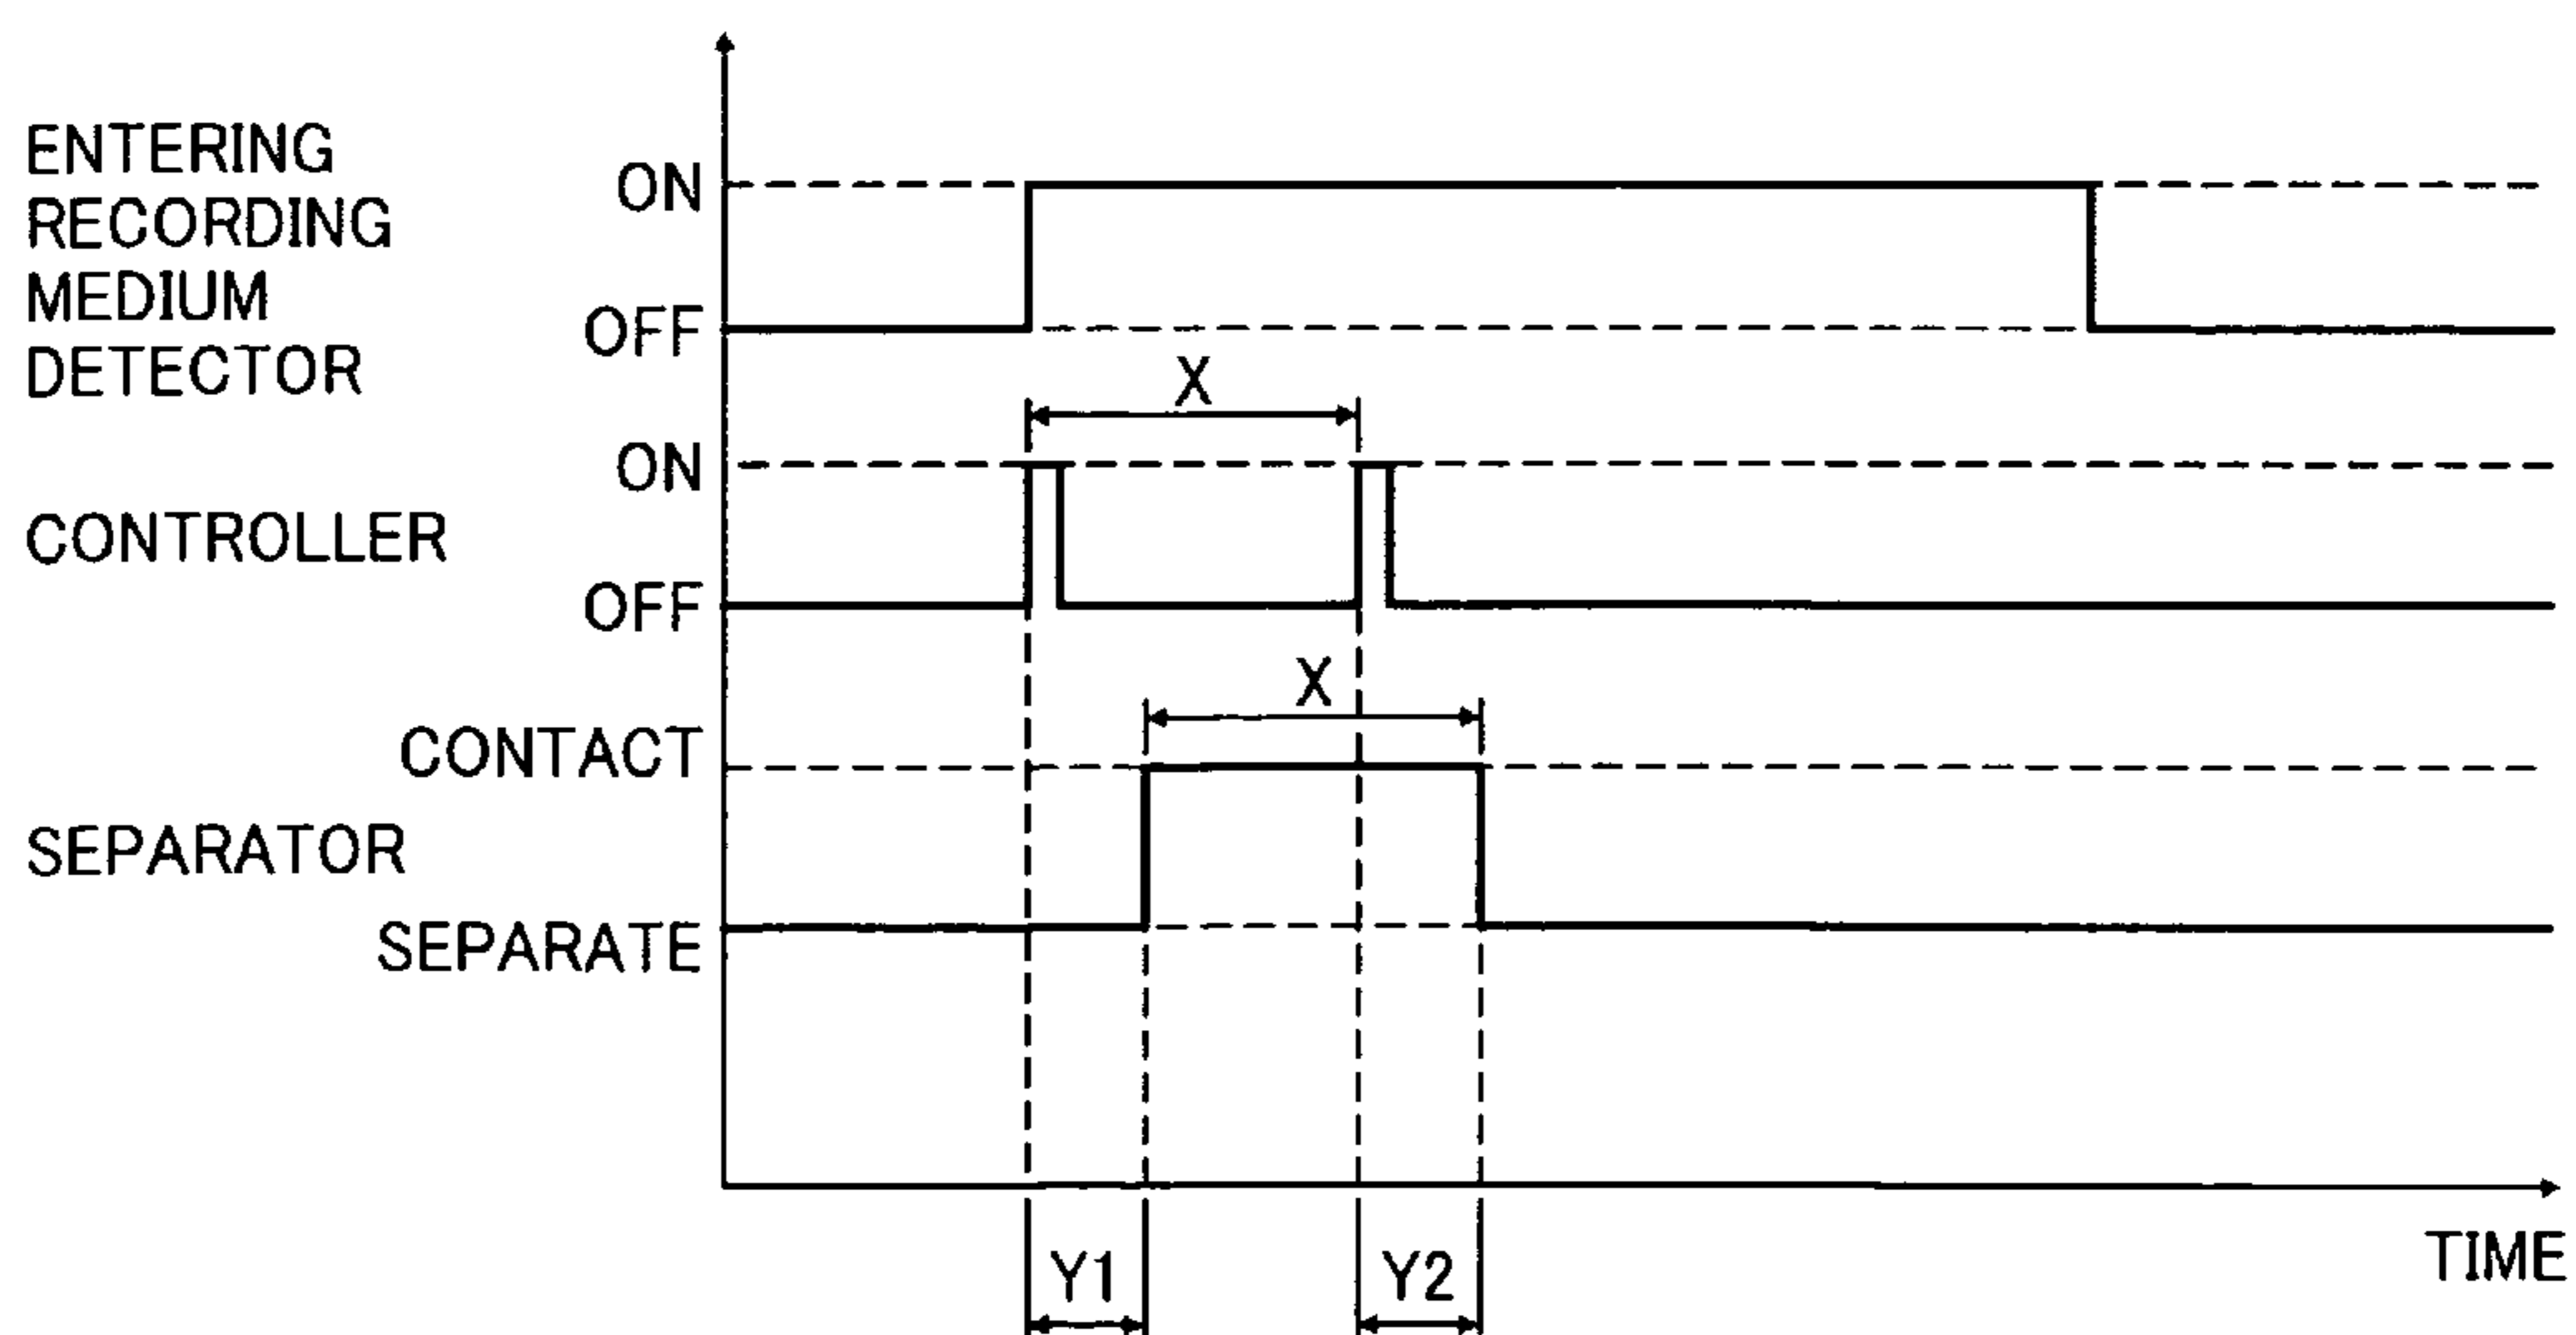 ENTERING
RECORDING
MEDIUM
DETECTOR
ON
OFF
X
CONTROLLER
ON
OFF
X
SEPARATOR
CONTACT
SEPARATE
TIME
Y1
Y2